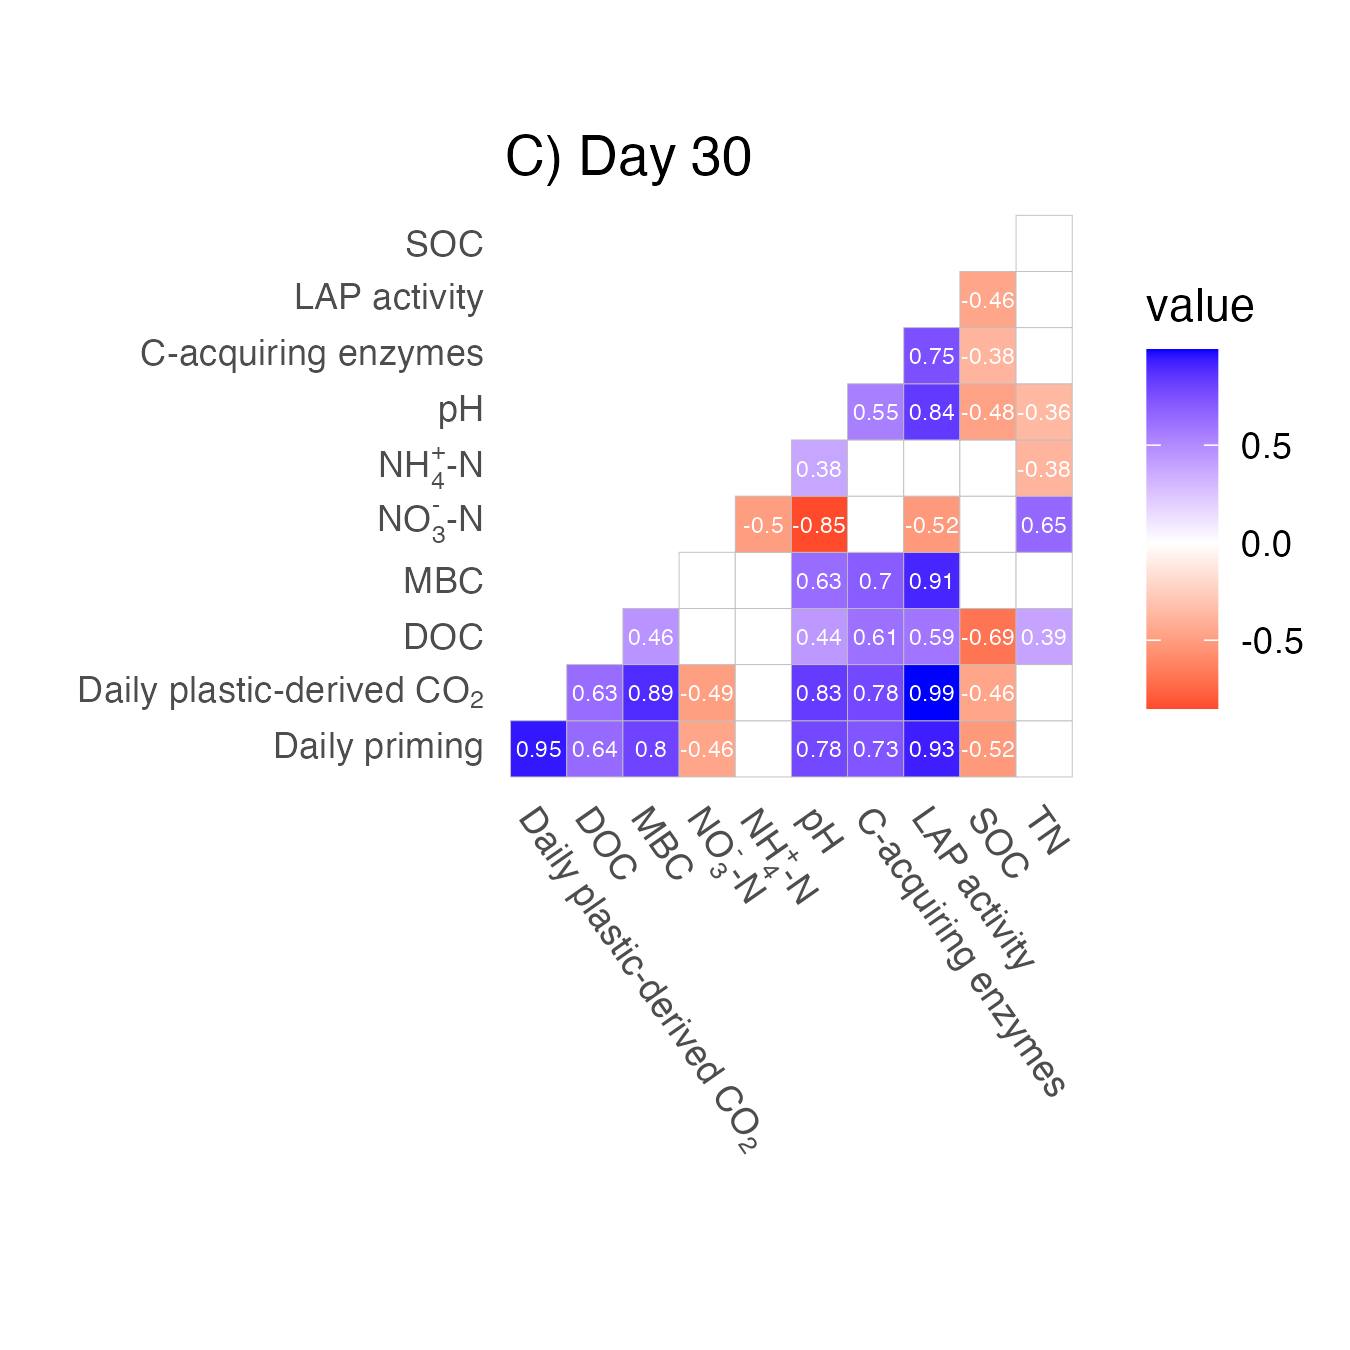 C) Day 30
SOC
LAP activity -0.46
C-acquiring enzymes 0.75 -0.38
pH 0.55 0.84 -0.48 -0.36
NH₄⁺-N 0.38 -0.38
NO₃⁻-N -0.5 -0.85 -0.52 0.65
MBC 0.63 0.7 0.91
DOC 0.46 0.44 0.61 0.59 -0.69 0.39
Daily plastic-derived CO₂ 0.63 0.89 -0.49 0.83 0.78 0.99 -0.46
Daily priming 0.95 0.64 0.8 -0.46 0.78 0.73 0.93 -0.52
Daily plastic-derived CO₂
DOC
MBC
NO₃⁻-N
NH₄⁺-N
pH
C-acquiring enzymes
LAP activity
SOC
TN
value
0.5
0.0
-0.5